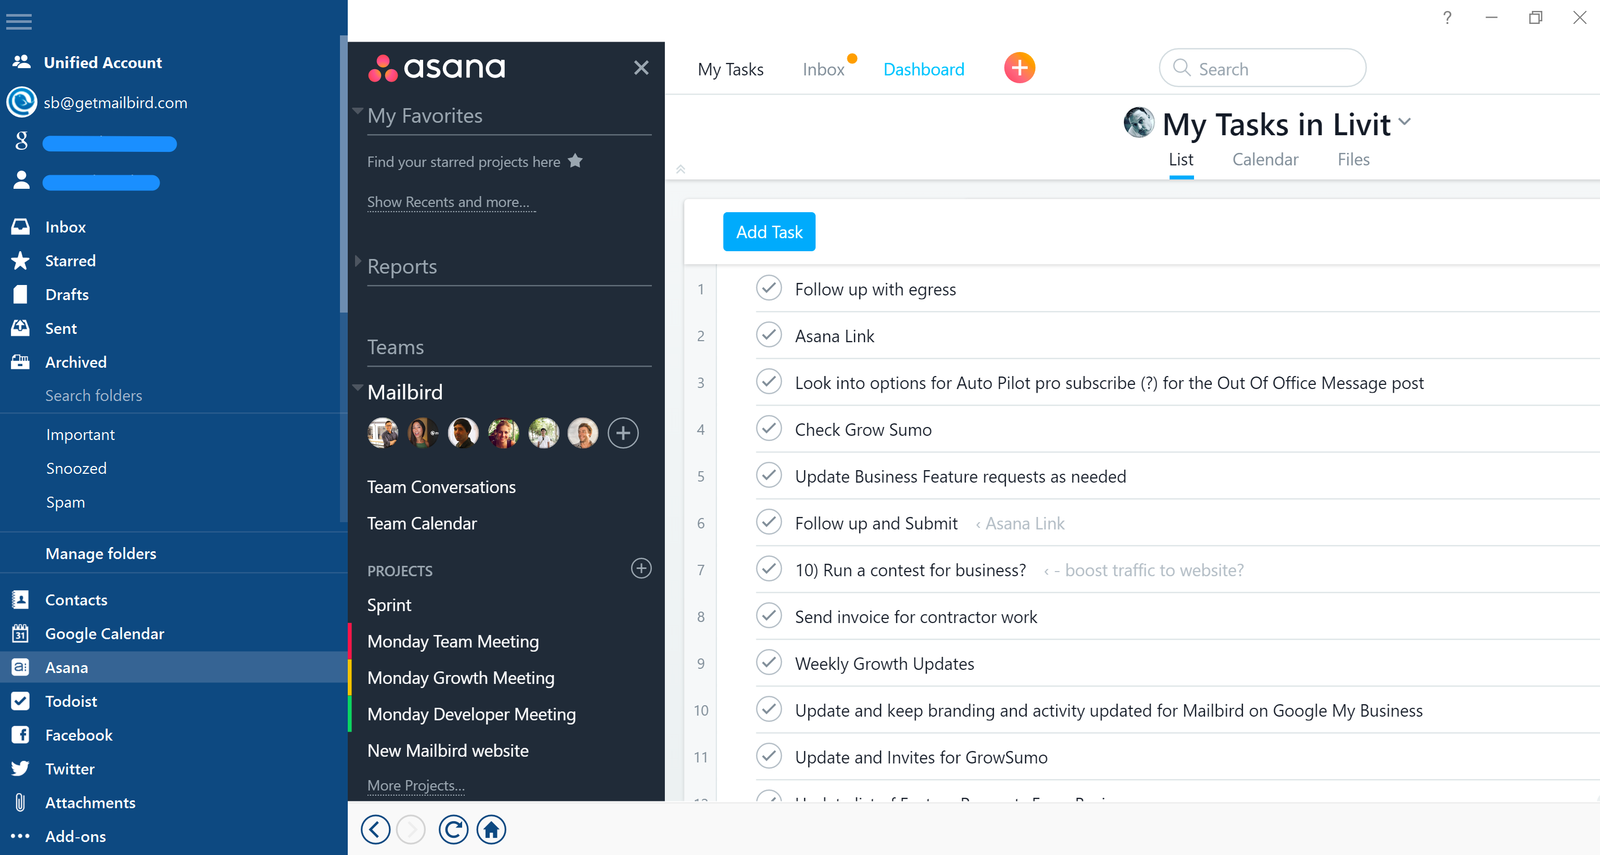 Unified Account
sb@getmailbird.com
Inbox
Starred
Drafts
Sent
Archived
Search folders
Important
Snoozed
Spam
Manage folders
Contacts
31
Google Calendar
a:
Asana
Todoist
Facebook
Twitter
Attachments
Add-ons
asana
My Favorites
Find your starred projects here
Show Recents and more...
Reports
Teams
Mailbird
Team Conversations
Team Calendar
PROJECTS
Sprint
Monday Team Meeting
Monday Growth Meeting
Monday Developer Meeting
New Mailbird website
More Projects...
?
My Tasks Inbox Dashboard
Search
My Tasks in Livit
List Calendar Files
Add Task
1 Follow up with egress
2 Asana Link
3 Look into options for Auto Pilot pro subscribe (?) for the Out Of Office Message post
4 Check Grow Sumo
5 Update Business Feature requests as needed
6 Follow up and Submit ‹ Asana Link
7 10) Run a contest for business? ‹ - boost traffic to website?
8 Send invoice for contractor work
9 Weekly Growth Updates
10 Update and keep branding and activity updated for Mailbird on Google My Business
11 Update and Invites for GrowSumo